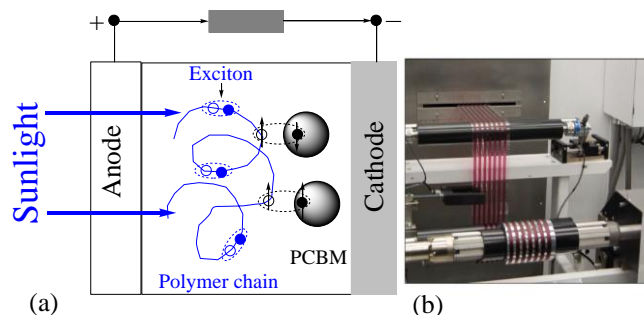 +
−
Exciton
Sunlight
Anode
Cathode
PCBM
Polymer chain
(a)
(b)